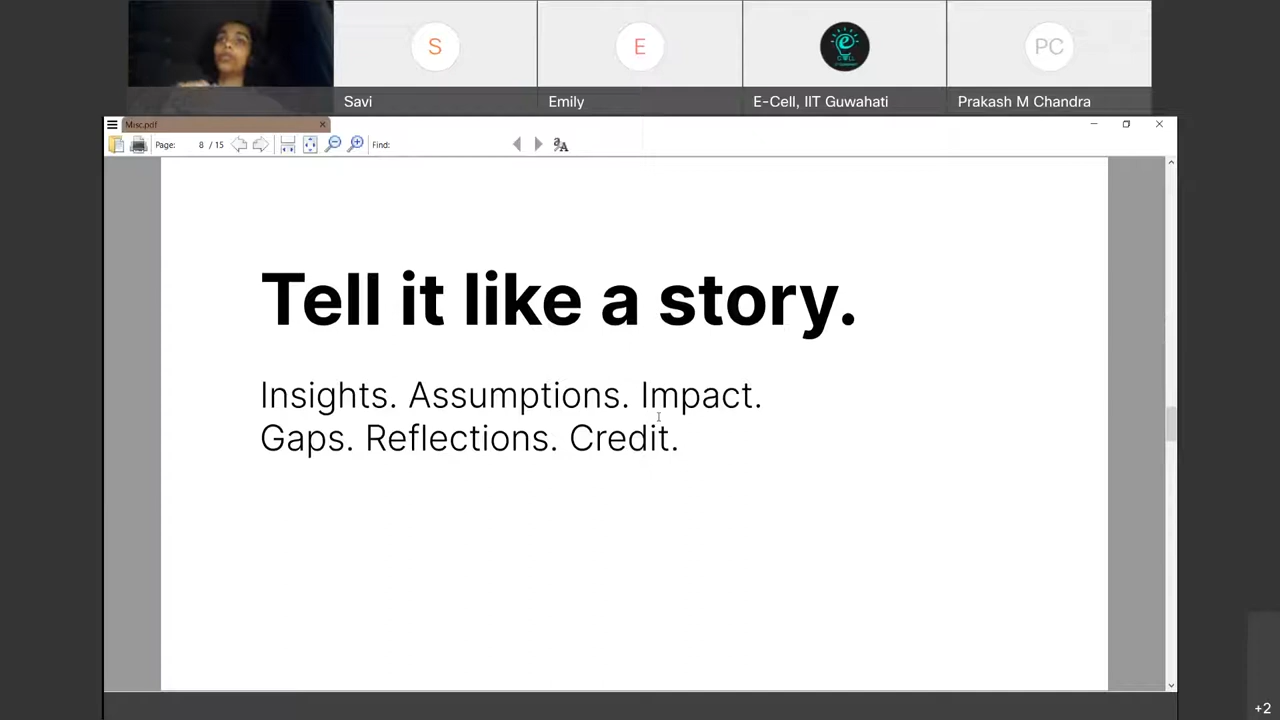 S
E
PC
Savi
Emily
E-Cell, IIT Guwahati
Prakash M Chandra
Misc.pdf
Page: 8 / 15 Find:
Tell it like a story.
Insights. Assumptions. Impact.
Gaps. Reflections. Credit.
+2